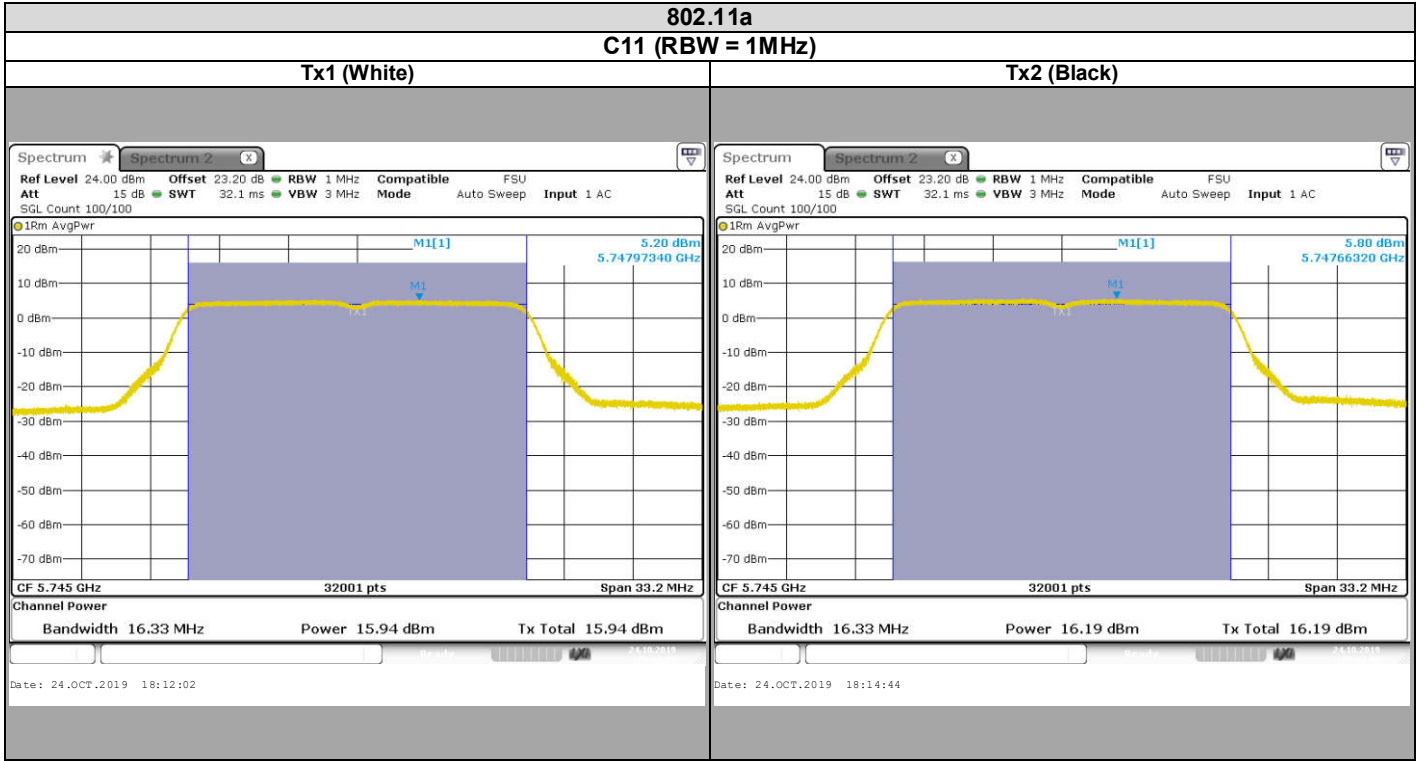 802.11a
C11 (RBW = 1MHz)
Tx1 (White) Tx2 (Black)
Spectrum Spectrum 2 X
Ref Level 24.00 dBm Offset 23.20 dB RBW 1 MHz Compatible FSU
Att 15 dB SWT 32.1 ms VBW 3 MHz Mode Auto Sweep Input 1 AC
SGL Count 100/100
1Rm AvgPwr
M1[1] 5.20 dBm
5.74797340 GHz
20 dBm
10 dBm
M1
0 dBm
TX1
-10 dBm
-20 dBm
-30 dBm
-40 dBm
-50 dBm
-60 dBm
-70 dBm
CF 5.745 GHz 32001 pts Span 33.2 MHz
Channel Power
Bandwidth 16.33 MHz Power 15.94 dBm Tx Total 15.94 dBm
Ready 24.10.2019
Date: 24.OCT.2019 18:12:02
Spectrum Spectrum 2 X
Ref Level 24.00 dBm Offset 23.20 dB RBW 1 MHz Compatible FSU
Att 15 dB SWT 32.1 ms VBW 3 MHz Mode Auto Sweep Input 1 AC
SGL Count 100/100
1Rm AvgPwr
M1[1] 5.80 dBm
5.74766320 GHz
20 dBm
10 dBm
M1
0 dBm
TX1
-10 dBm
-20 dBm
-30 dBm
-40 dBm
-50 dBm
-60 dBm
-70 dBm
CF 5.745 GHz 32001 pts Span 33.2 MHz
Channel Power
Bandwidth 16.33 MHz Power 16.19 dBm Tx Total 16.19 dBm
Ready 24.10.2019
Date: 24.OCT.2019 18:14:44